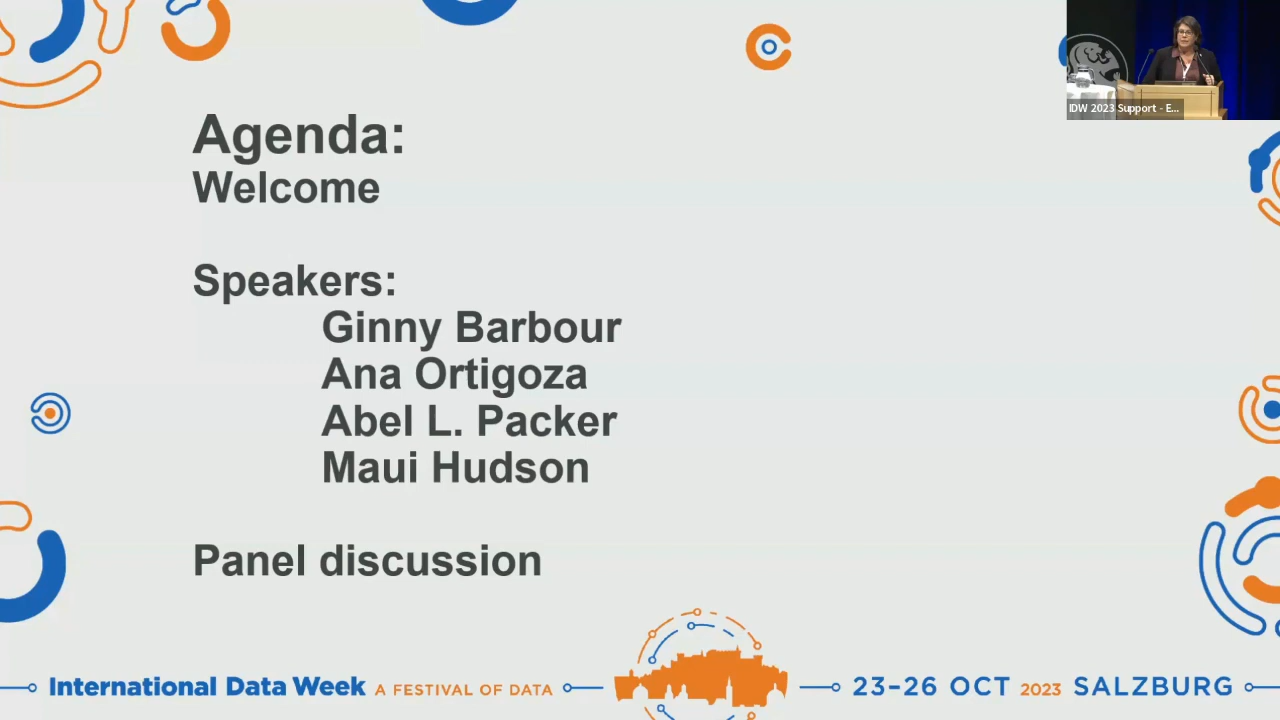 IDW 2023 Support - E...
Agenda:
Welcome
Speakers:
Ginny Barbour
Ana Ortigoza
Abel L. Packer
Maui Hudson
Panel discussion
International Data Week A FESTIVAL OF DATA 23–26 OCT 2023 SALZBURG